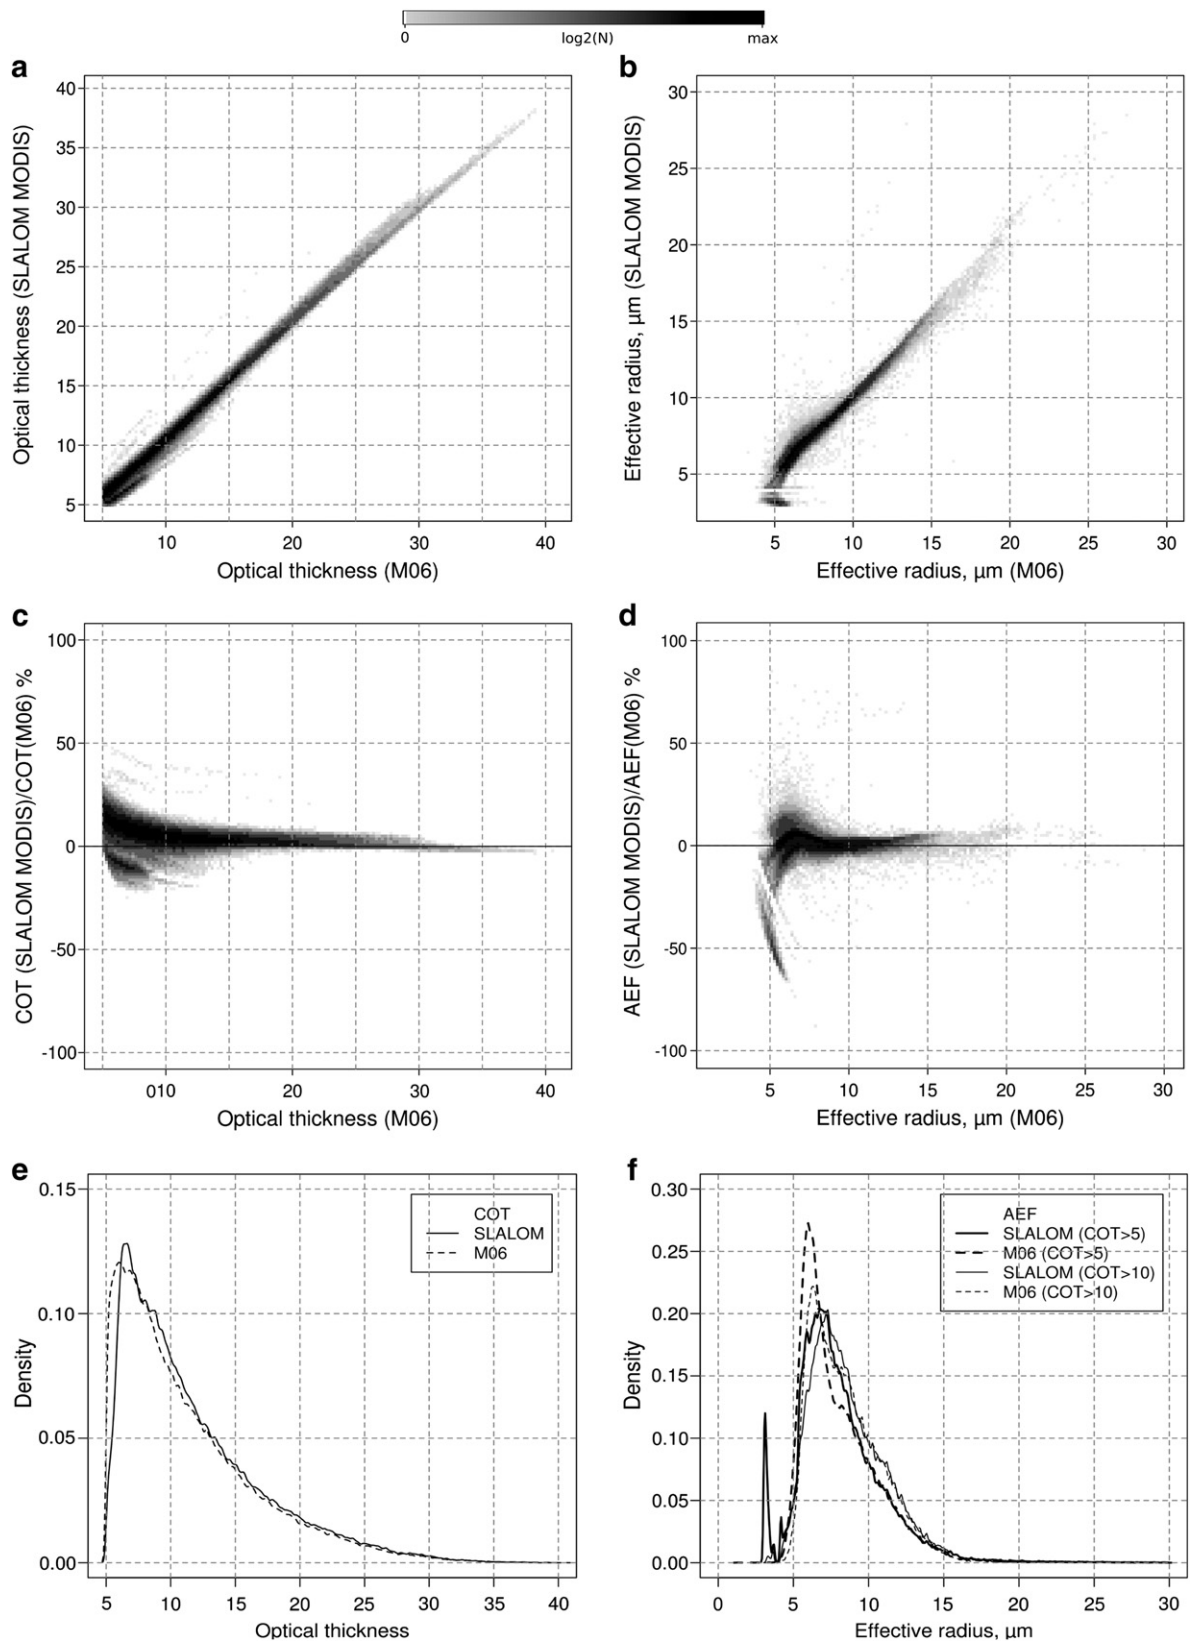 0 log2(N) max
a
40
35
30
25
20
15
10
5
Optical thickness (SLALOM MODIS)
10 20 30 40
Optical thickness (M06)
b
30
25
20
15
10
5
Effective radius, µm (SLALOM MODIS)
5 10 15 20 25 30
Effective radius, µm (M06)
c
100
50
0
-50
-100
COT (SLALOM MODIS)/COT(M06) %
010 20 30 40
Optical thickness (M06)
d
100
50
0
-50
-100
AEF (SLALOM MODIS)/AEF(M06) %
5 10 15 20 25 30
Effective radius, µm (M06)
e
0.15
0.10
0.05
0.00
Density
COT
SLALOM
M06
5 10 15 20 25 30 35 40
Optical thickness
f
0.30
0.25
0.20
0.15
0.10
0.05
0.00
Density
AEF
SLALOM (COT>5)
M06 (COT>5)
SLALOM (COT>10)
M06 (COT>10)
0 5 10 15 20 25 30
Effective radius, µm